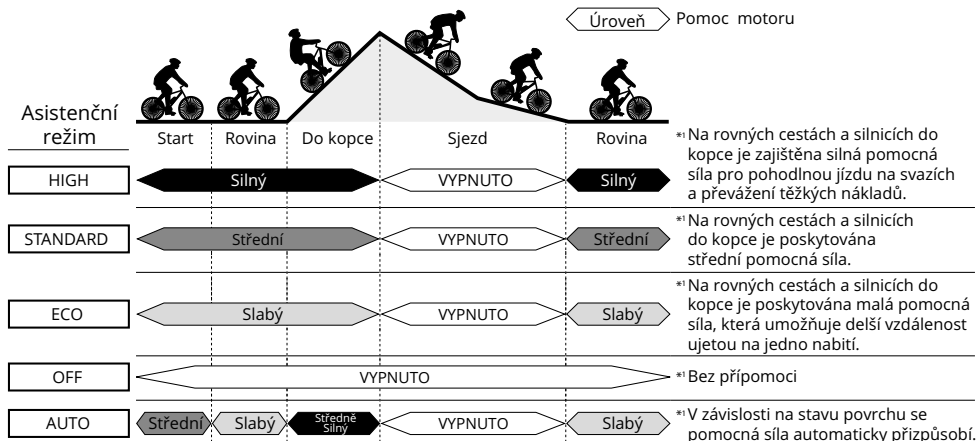 Úroveň Pomoc motoru
Asistenční
režim
Start Rovina Do kopce Sjezd Rovina
HIGH Silný VYPNUTO Silný
*1 Na rovných cestách a silnicích do
kopce je zajištěna silná pomocná
síla pro pohodlnou jízdu na svazích
a převážení těžkých nákladů.
STANDARD Střední VYPNUTO Střední
*1 Na rovných cestách a silnicích
do kopce je poskytována
střední pomocná síla.
ECO Slabý VYPNUTO Slabý
*1 Na rovných cestách a silnicích do
kopce je poskytována malá pomocná
síla, která umožňuje delší vzdálenost
ujetou na jedno nabití.
OFF VYPNUTO
*1 Bez přípomoci
AUTO Střední Slabý Středně
Silný VYPNUTO Slabý
*1 V závislosti na stavu povrchu se
pomocná síla automaticky přizpůsobí.